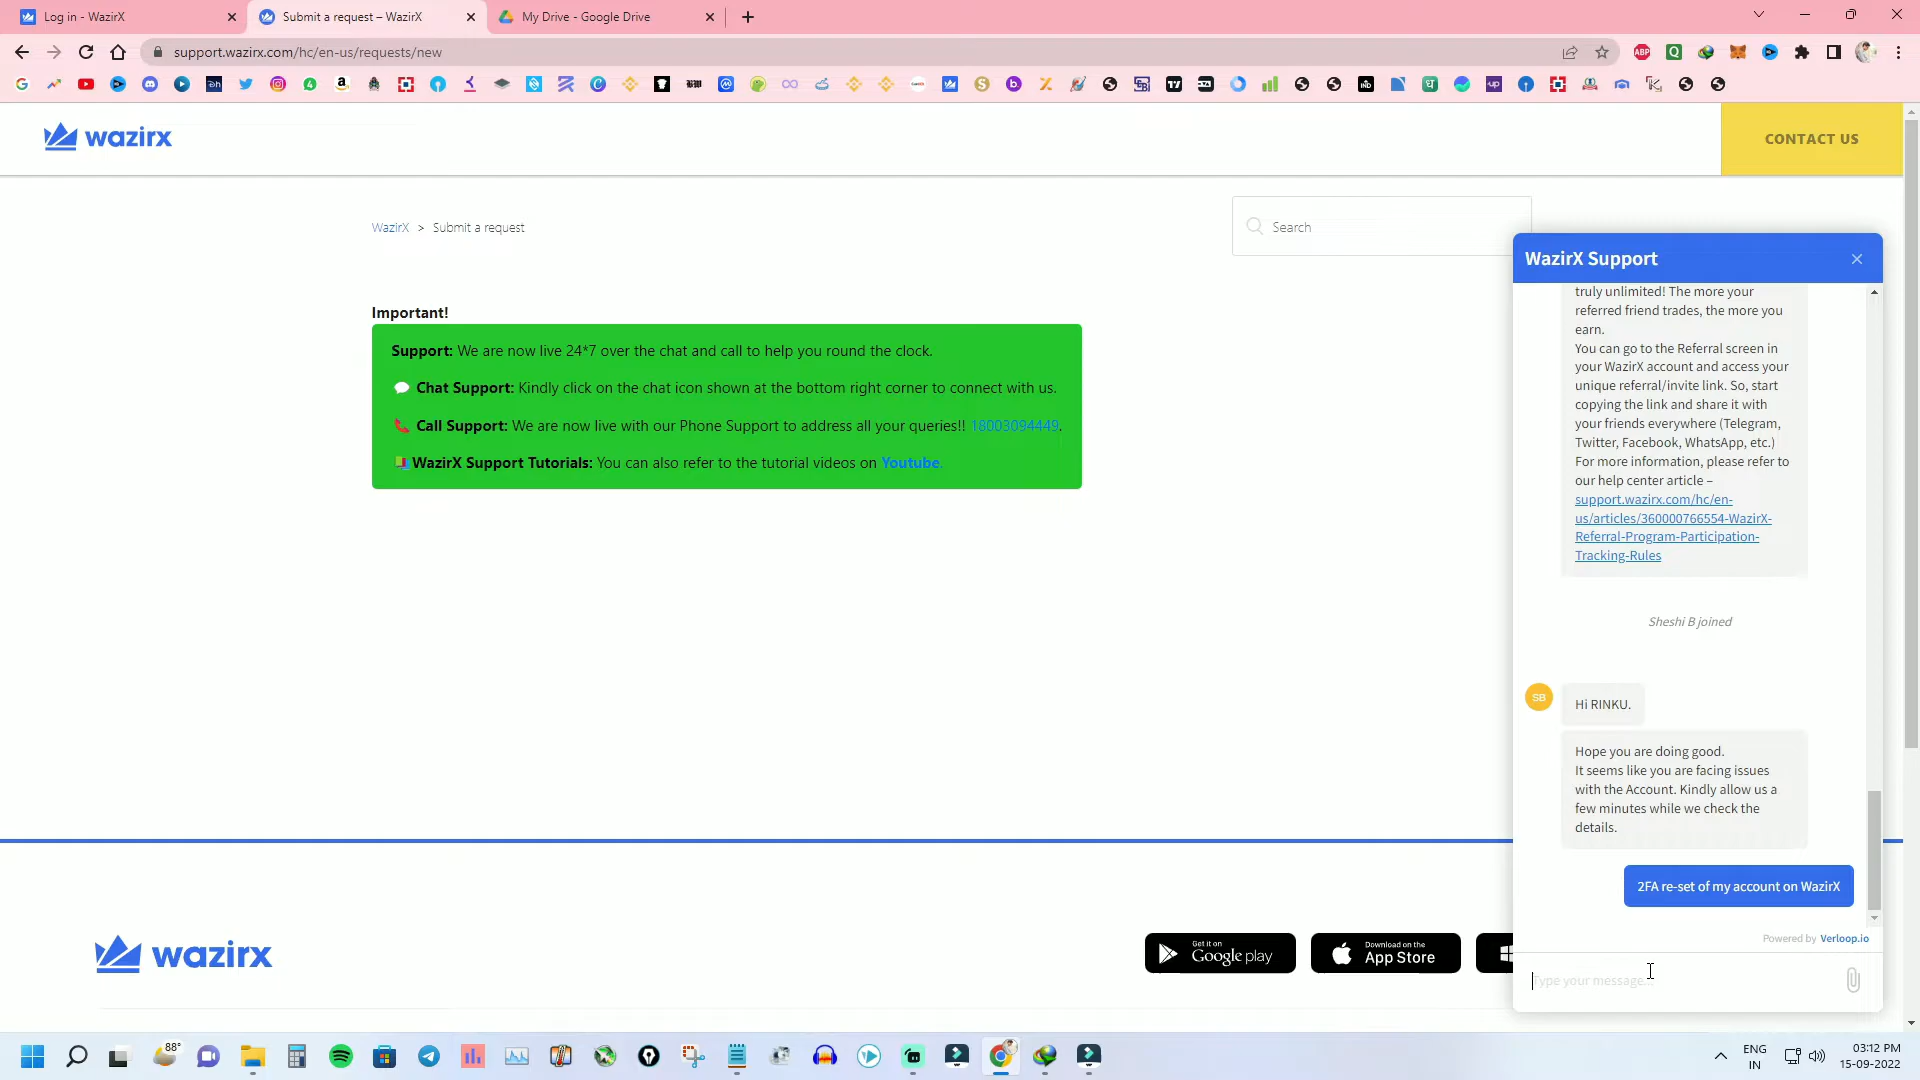 Log in - WazirX
Submit a request – WazirX
My Drive - Google Drive
support.wazirx.com/hc/en-us/requests/new
wazirx
CONTACT US
WazirX > Submit a request
Search
Important!
Support: We are now live 24*7 over the chat and call to help you round the clock.
Chat Support: Kindly click on the chat icon shown at the bottom right corner to connect with us.
Call Support: We are now live with our Phone Support to address all your queries!! 18003094449.
WazirX Support Tutorials: You can also refer to the tutorial videos on Youtube.
WazirX Support
truly unlimited! The more your
referred friend trades, the more you
earn.
You can go to the Referral screen in
your WazirX account and access your
unique referral/invite link. So, start
copying the link and share it with
your friends everywhere (Telegram,
Twitter, Facebook, WhatsApp, etc.)
For more information, please refer to
our help center article –
support.wazirx.com/hc/en-
us/articles/360000766554-WazirX-
Referral-Program-Participation-
Tracking-Rules
Sheshi B joined
SB
Hi RINKU.
Hope you are doing good.
It seems like you are facing issues
with the Account. Kindly allow us a
few minutes while we check the
details.
2FA re-set of my account on WazirX
Powered by Verloop.io
Type your message...
wazirx
Get it on
Google play
Download on the
App Store
88°
ENG
IN
03:12 PM
15-09-2022